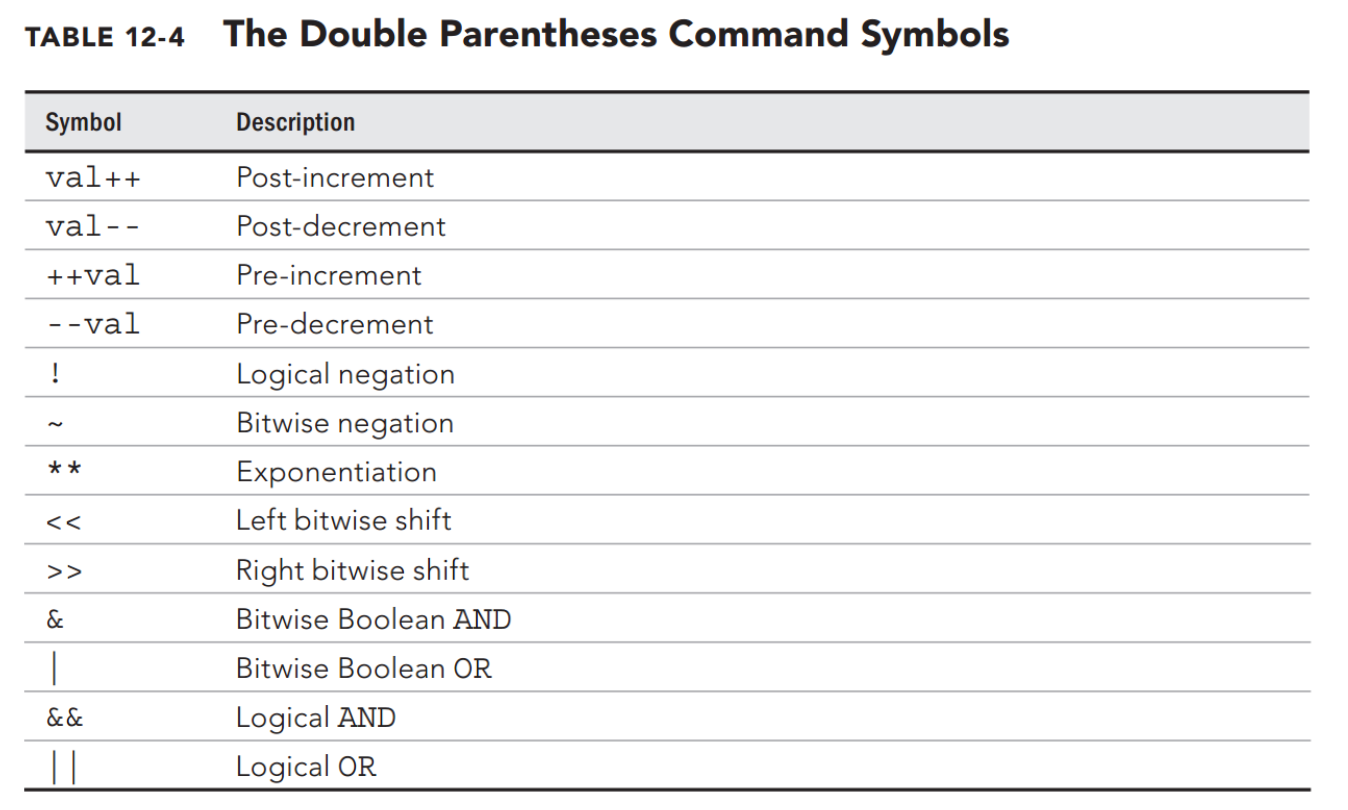 TABLE 12-4 The Double Parentheses Command Symbols
Symbol Description
val++ Post-increment
val-- Post-decrement
++val Pre-increment
--val Pre-decrement
! Logical negation
~ Bitwise negation
** Exponentiation
<< Left bitwise shift
>> Right bitwise shift
& Bitwise Boolean AND
| Bitwise Boolean OR
&& Logical AND
|| Logical OR